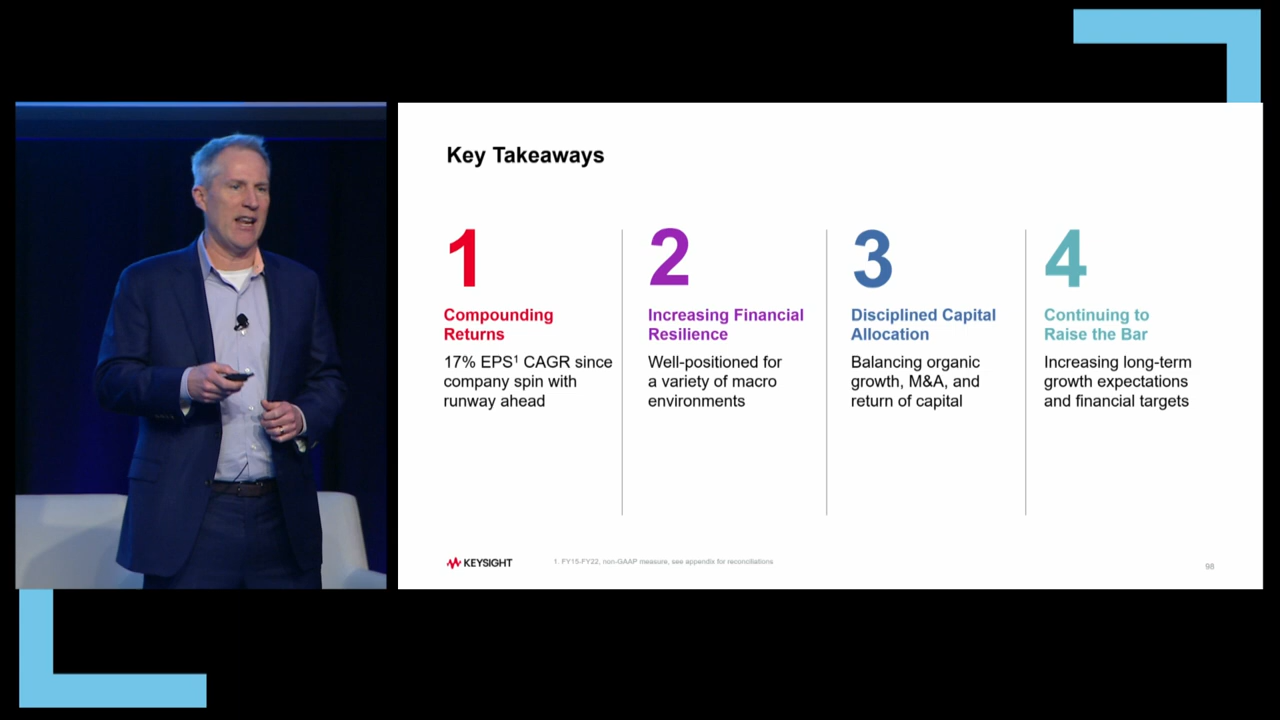 Key Takeaways
1
Compounding
Returns
17% EPS¹ CAGR since
company spin with
runway ahead
2
Increasing Financial
Resilience
Well-positioned for
a variety of macro
environments
3
Disciplined Capital
Allocation
Balancing organic
growth, M&A, and
return of capital
4
Continuing to
Raise the Bar
Increasing long-term
growth expectations
and financial targets
KEYSIGHT
1. FY15-FY22, non-GAAP measure, see appendix for reconciliations
98